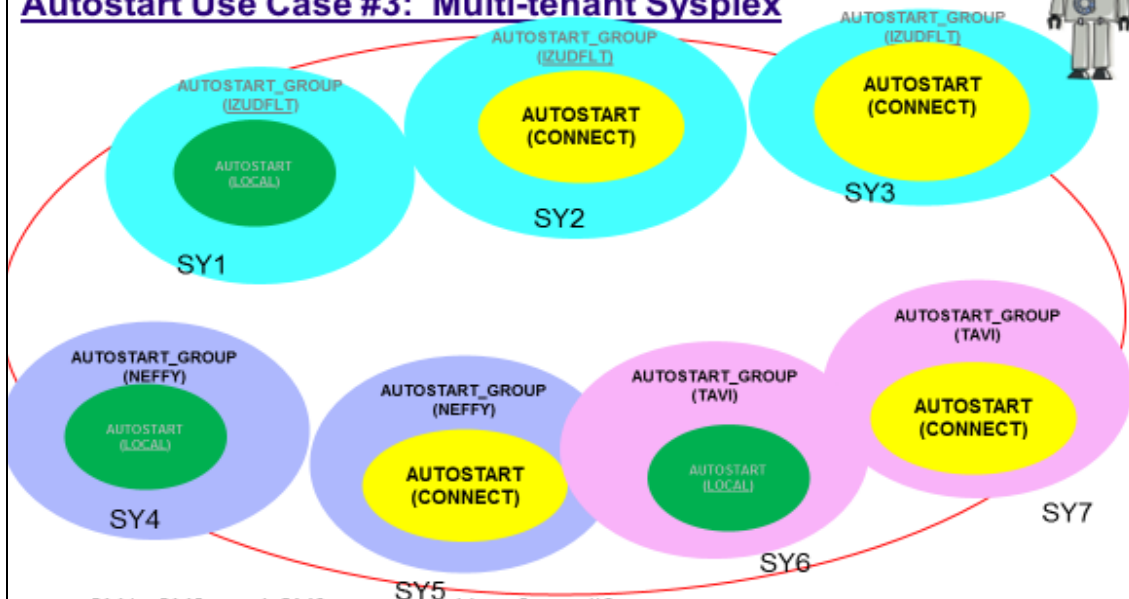 Autostart Use Case #3: Multi-tenant Sysplex
AUTOSTART_GROUP
(IZUDFLT)
AUTOSTART
(LOCAL)
SY1
AUTOSTART_GROUP
(IZUDFLT)
AUTOSTART
(CONNECT)
SY2
AUTOSTART_GROUP
(IZUDFLT)
AUTOSTART
(CONNECT)
SY3
AUTOSTART_GROUP
(NEFFY)
AUTOSTART
(LOCAL)
SY4
AUTOSTART_GROUP
(NEFFY)
AUTOSTART
(CONNECT)
SY5
AUTOSTART_GROUP
(TAVI)
AUTOSTART
(LOCAL)
SY6
AUTOSTART_GROUP
(TAVI)
AUTOSTART
(CONNECT)
SY7